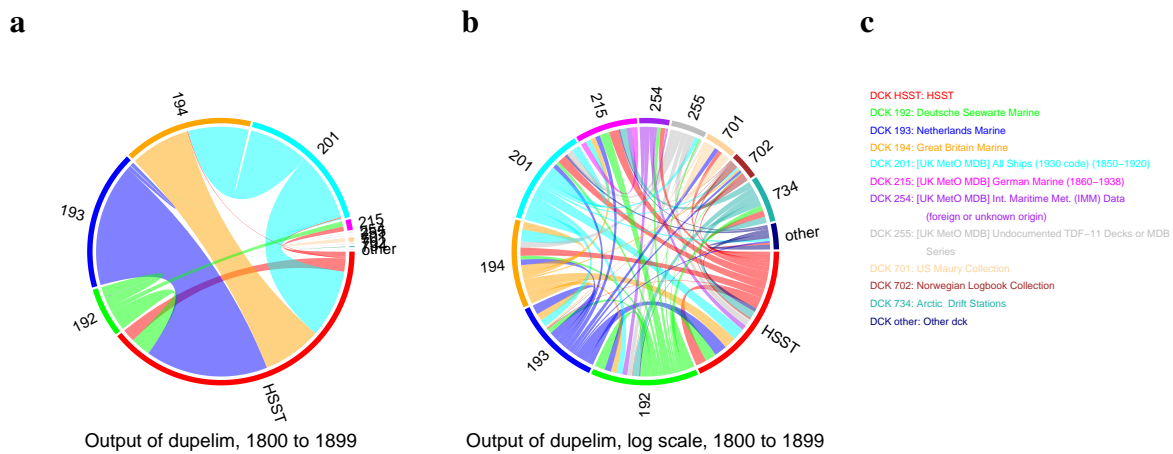 a
b
c
194
201
193
215
other
192
HSST
Output of dupelim, 1800 to 1899
215
254
255
701
702
734
other
HSST
192
193
194
201
Output of dupelim, log scale, 1800 to 1899
DCK HSST: HSST
DCK 192: Deutsche Seewarte Marine
DCK 193: Netherlands Marine
DCK 194: Great Britain Marine
DCK 201: [UK MetO MDB] All Ships (1930 code) (1850−1920)
DCK 215: [UK MetO MDB] German Marine (1860−1938)
DCK 254: [UK MetO MDB] Int. Maritime Met. (IMM) Data
(foreign or unknown origin)
DCK 255: [UK MetO MDB] Undocumented TDF−11 Decks or MDB
Series
DCK 701: US Maury Collection
DCK 702: Norwegian Logbook Collection
DCK 734: Arctic Drift Stations
DCK other: Other dck